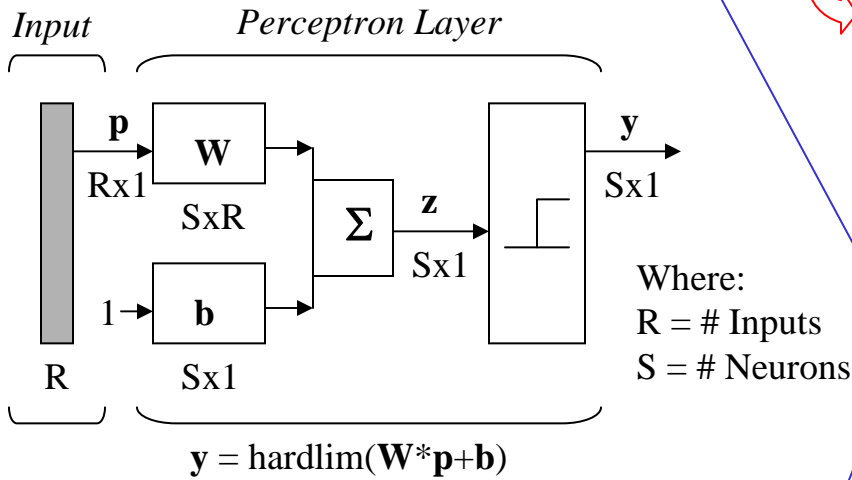 Input
Perceptron Layer
p
Rx1
W
SxR
1
b
Sx1
R
Σ
z
Sx1
y
Sx1
Where:
R = # Inputs
S = # Neurons
y = hardlim(W*p+b)